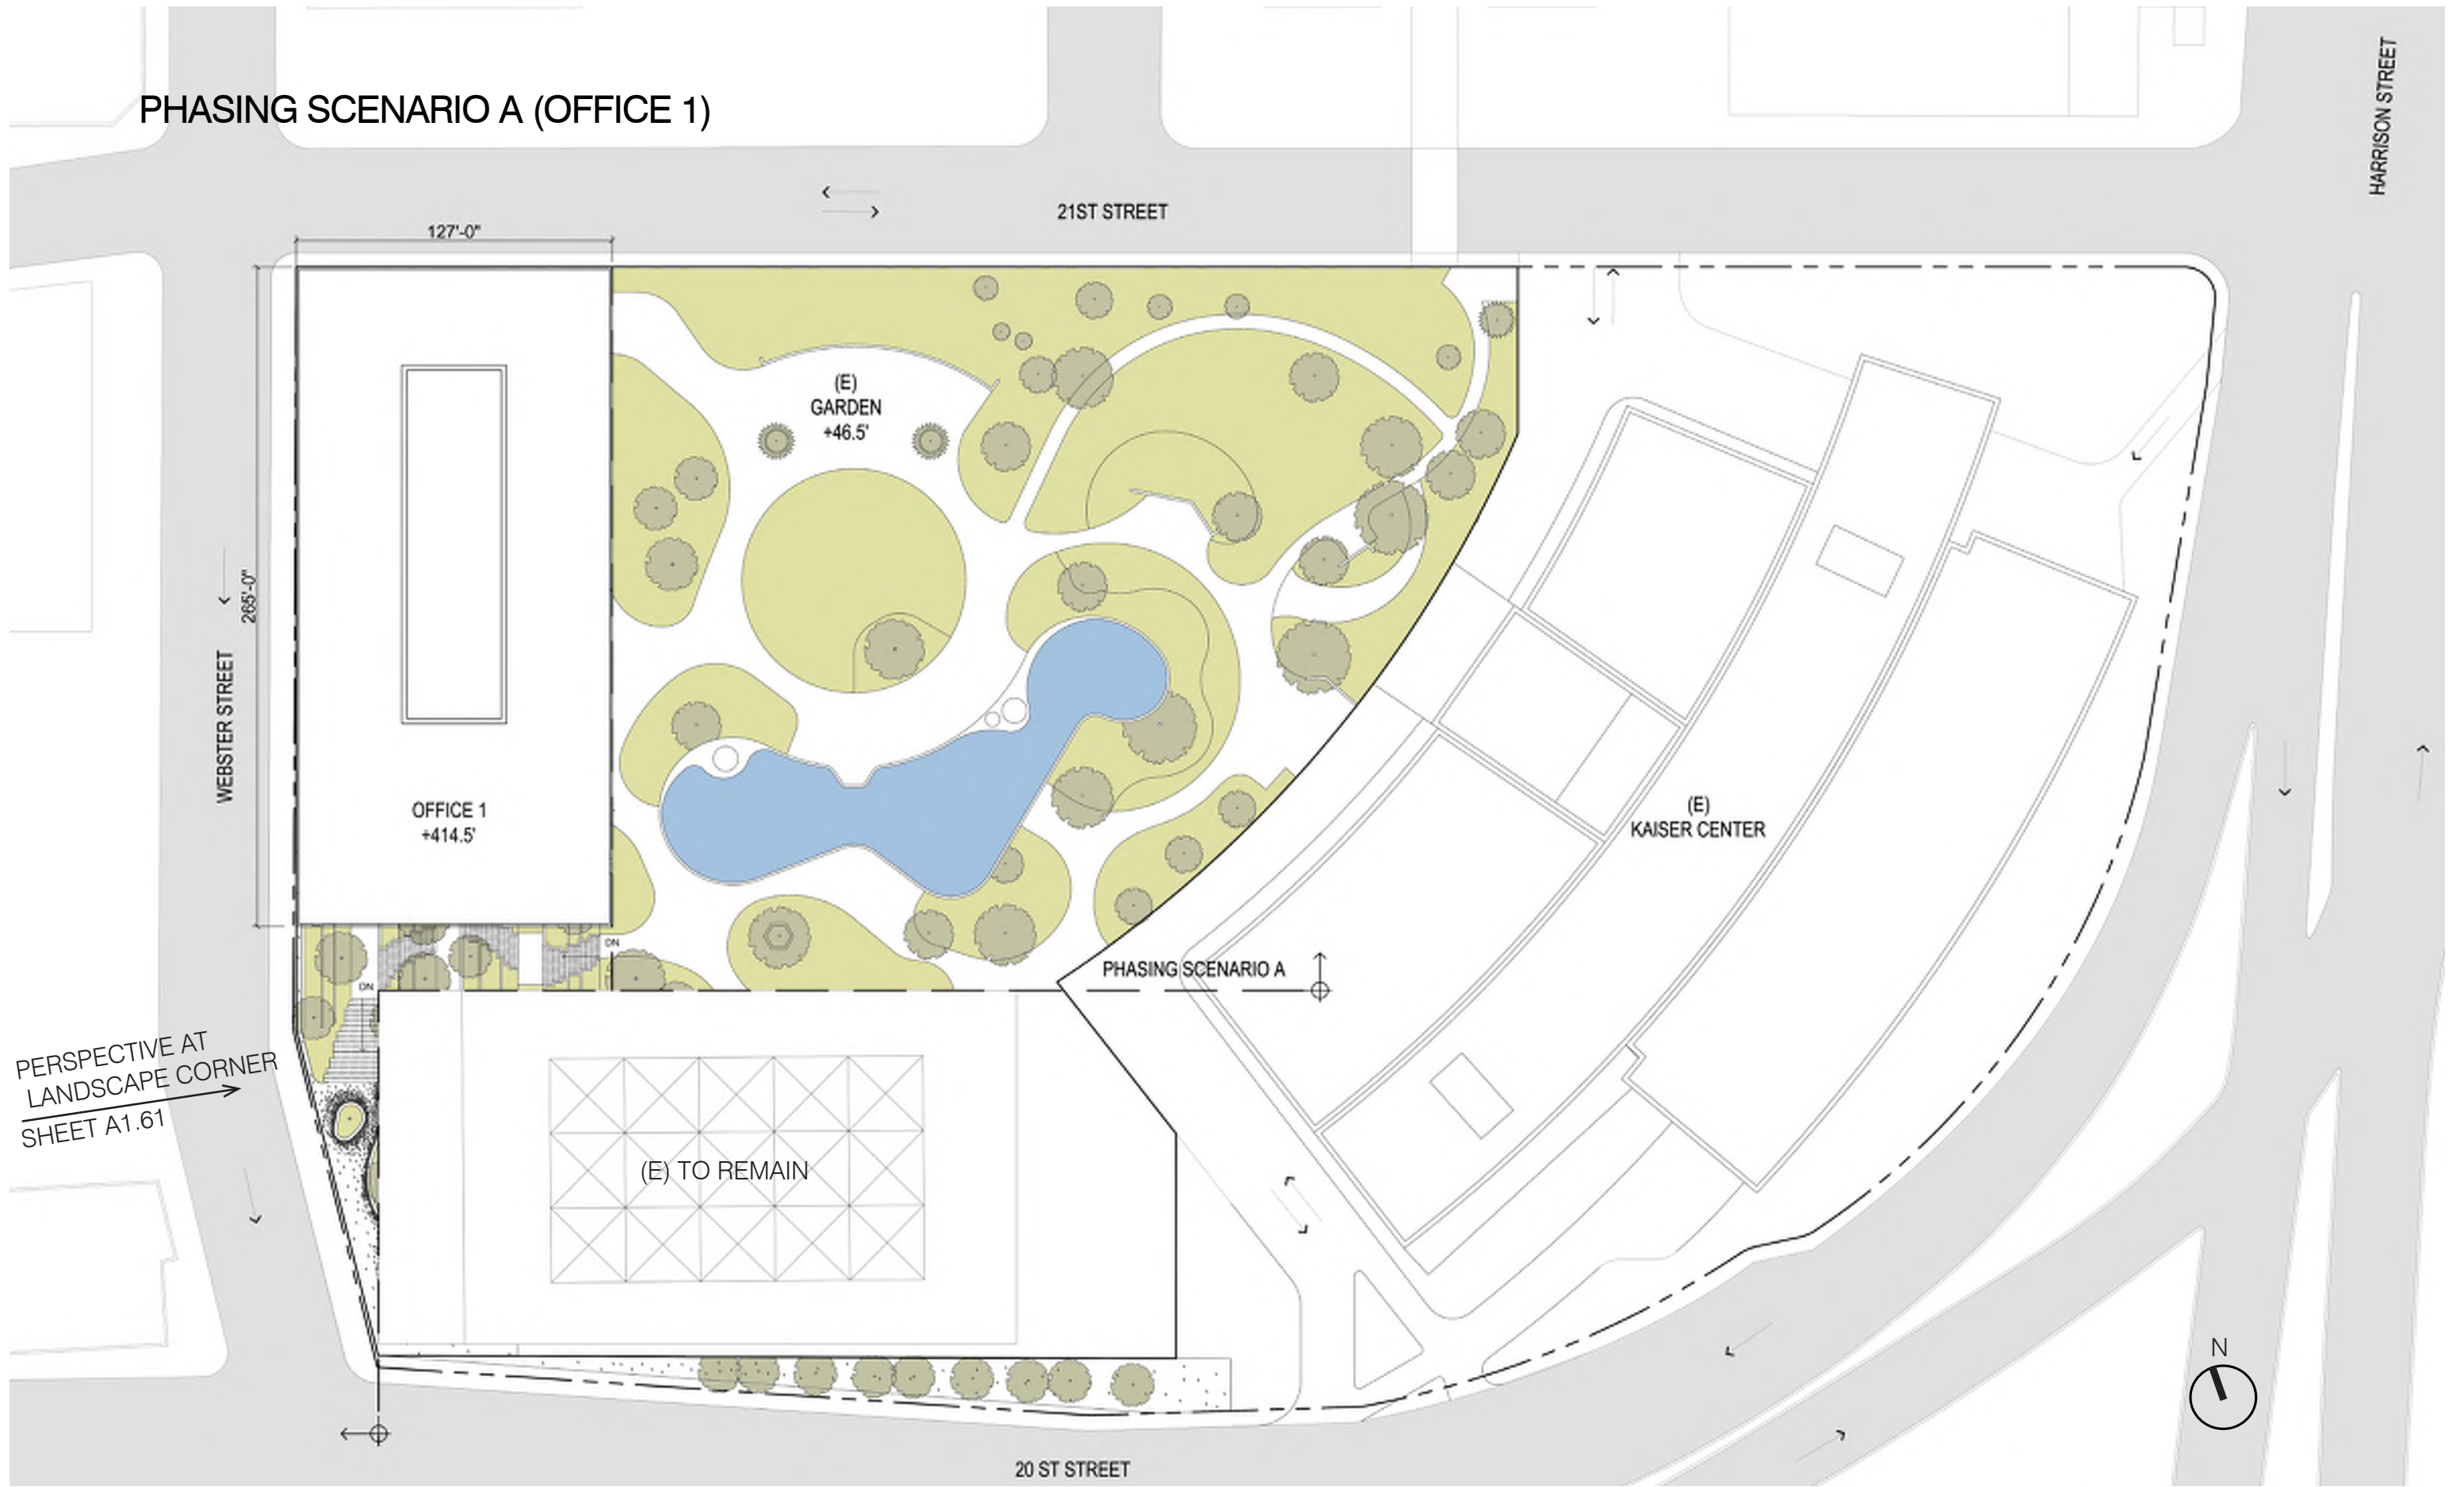 PHASING SCENARIO A (OFFICE 1)
HARRISON STREET
21ST STREET
127'-0"
(E)
GARDEN
+46.5'
265'-0"
WEBSTER STREET
OFFICE 1
+414.5'
(E)
KAISER CENTER
DN
PHASING SCENARIO A
DN
PERSPECTIVE AT
LANDSCAPE CORNER
SHEET A1.61
(E) TO REMAIN
N
20 ST STREET